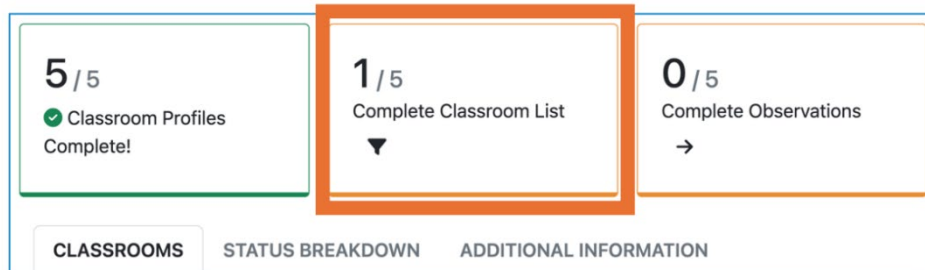 5 / 5
Classroom Profiles
Complete!
1 / 5
Complete Classroom List
0 / 5
Complete Observations
CLASSROOMS STATUS BREAKDOWN ADDITIONAL INFORMATION